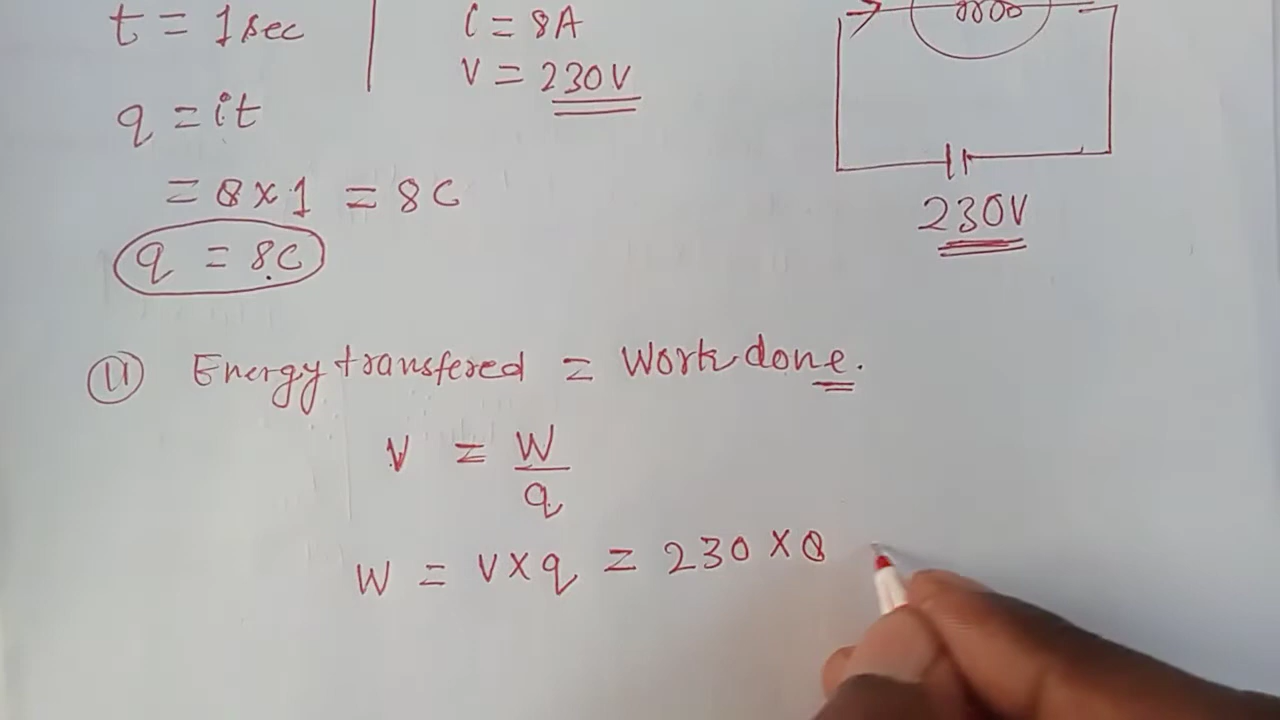 t = 1sec
i = 8A
V = 230V
q = it
= 8 × 1 = 8C
q = 8C
230V
(ii) Energy transfered = Work done.
V = W/q
W = V × q = 230 × 8